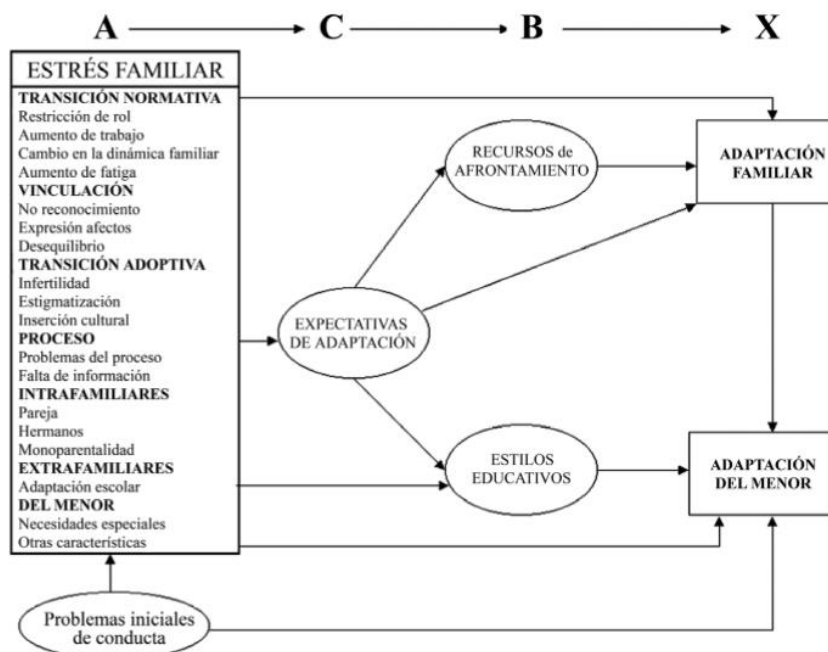 A C B X
ESTRÉS FAMILIAR
TRANSICIÓN NORMATIVA
Restricción de rol
Aumento de trabajo
Cambio en la dinámica familiar
Aumento de fatiga
VINCULACIÓN
No reconocimiento
Expresión afectos
Desequilibrio
TRANSICIÓN ADOPTIVA
Infertilidad
Estigmatización
Inserción cultural
PROCESO
Problemas del proceso
Falta de información
INTRAFAMILIARES
Pareja
Hermanos
Monoparentalidad
EXTRAFAMILIARES
Adaptación escolar
DEL MENOR
Necesidades especiales
Otras características
Problemas iniciales
de conducta
EXPECTATIVAS
DE ADAPTACIÓN
RECURSOS de
AFRONTAMIENTO
ESTILOS
EDUCATIVOS
ADAPTACIÓN
FAMILIAR
ADAPTACIÓN
DEL MENOR